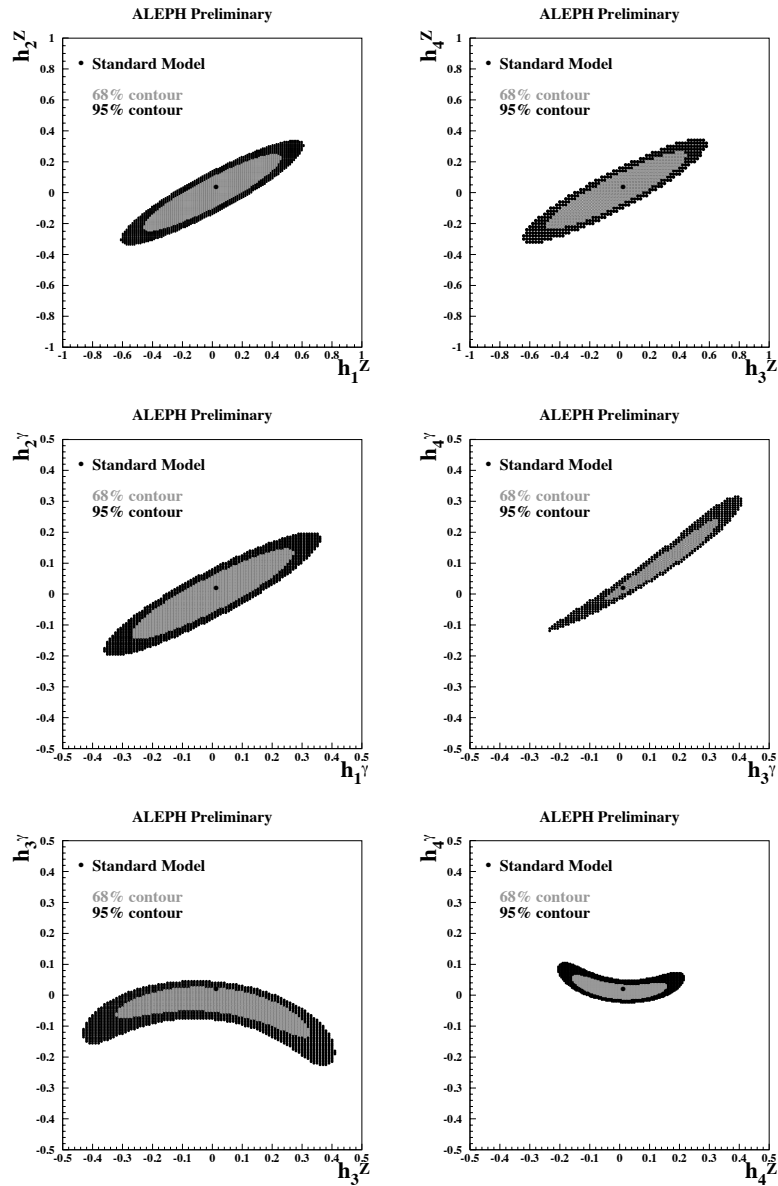 ALEPH Preliminary
h₂ᶻ
• Standard Model
68% contour
95% contour
1
0.8
0.6
0.4
0.2
0
-0.2
-0.4
-0.6
-0.8
-1
-1 -0.8 -0.6 -0.4 -0.2 0 0.2 0.4 0.6 0.8 1
h₁ᶻ
ALEPH Preliminary
h₄ᶻ
• Standard Model
68% contour
95% contour
1
0.8
0.6
0.4
0.2
0
-0.2
-0.4
-0.6
-0.8
-1
-1 -0.8 -0.6 -0.4 -0.2 0 0.2 0.4 0.6 0.8 1
h₃ᶻ
ALEPH Preliminary
h₂ᵞ
• Standard Model
68% contour
95% contour
0.5
0.4
0.3
0.2
0.1
0
-0.1
-0.2
-0.3
-0.4
-0.5
-0.5 -0.4 -0.3 -0.2 -0.1 0 0.1 0.2 0.3 0.4 0.5
h₁ᵞ
ALEPH Preliminary
h₄ᵞ
• Standard Model
68% contour
95% contour
0.5
0.4
0.3
0.2
0.1
0
-0.1
-0.2
-0.3
-0.4
-0.5
-0.5 -0.4 -0.3 -0.2 -0.1 0 0.1 0.2 0.3 0.4 0.5
h₃ᵞ
ALEPH Preliminary
h₃ᵞ
• Standard Model
68% contour
95% contour
0.5
0.4
0.3
0.2
0.1
0
-0.1
-0.2
-0.3
-0.4
-0.5
-0.5 -0.4 -0.3 -0.2 -0.1 0 0.1 0.2 0.3 0.4 0.5
h₃ᶻ
ALEPH Preliminary
h₄ᵞ
• Standard Model
68% contour
95% contour
0.5
0.4
0.3
0.2
0.1
0
-0.1
-0.2
-0.3
-0.4
-0.5
-0.5 -0.4 -0.3 -0.2 -0.1 0 0.1 0.2 0.3 0.4 0.5
h₄ᶻ